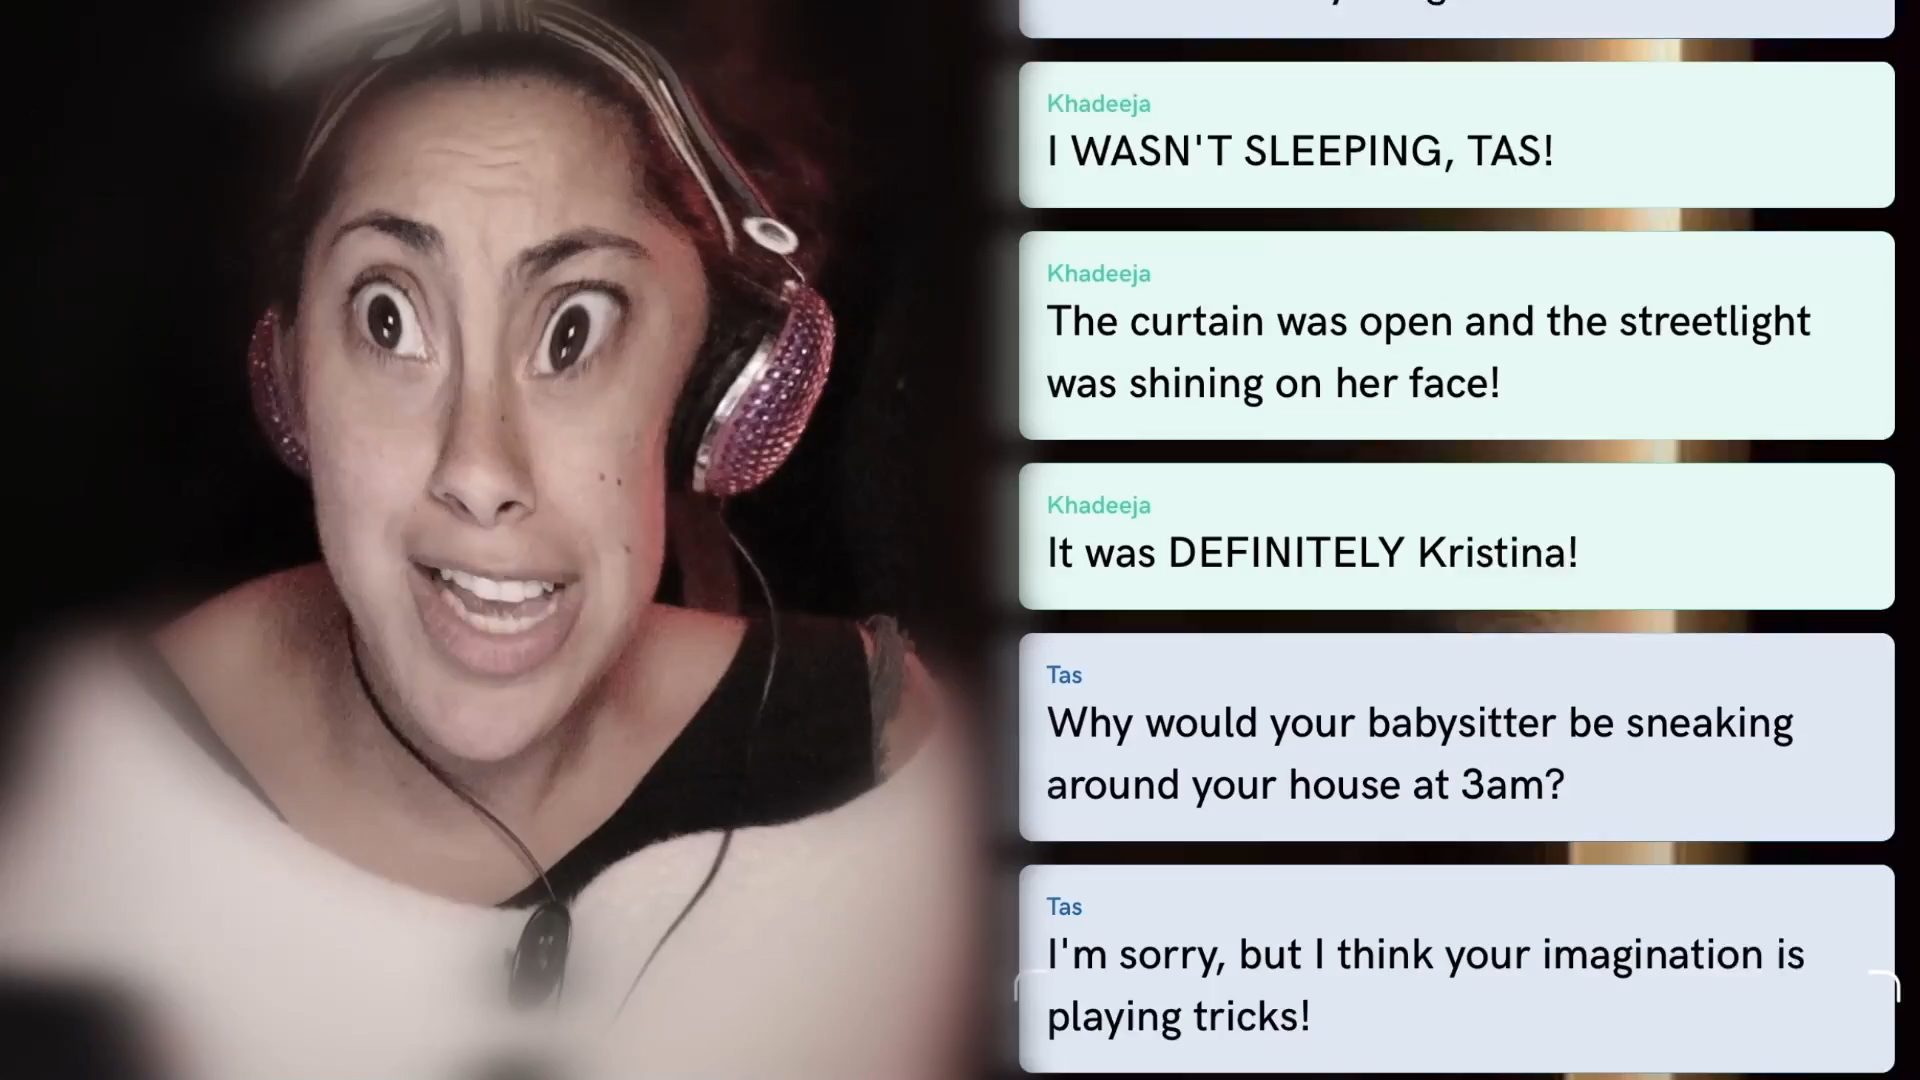 Khadeeja
I WASN'T SLEEPING, TAS!
Khadeeja
The curtain was open and the streetlight
was shining on her face!
Khadeeja
It was DEFINITELY Kristina!
Tas
Why would your babysitter be sneaking
around your house at 3am?
Tas
I'm sorry, but I think your imagination is
playing tricks!